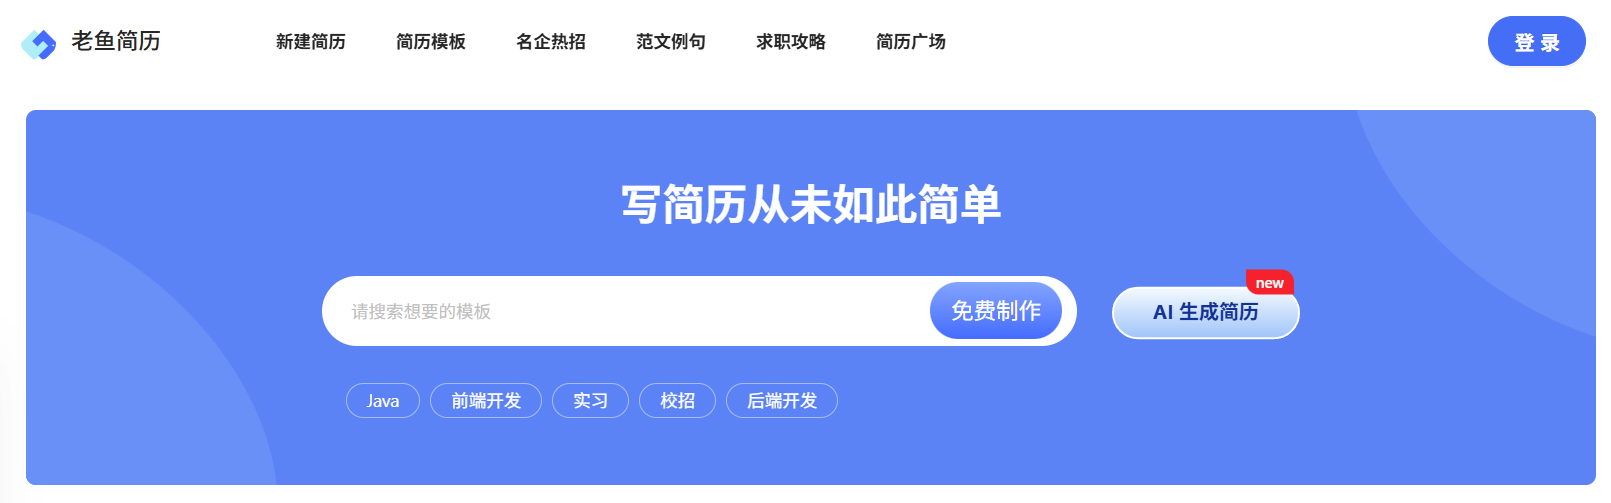 老鱼简历 新建简历 简历模板 名企热招 范文例句 求职攻略 简历广场 登 录
写简历从未如此简单
new
请搜索想要的模板 免费制作 AI 生成简历
Java 前端开发 实习 校招 后端开发